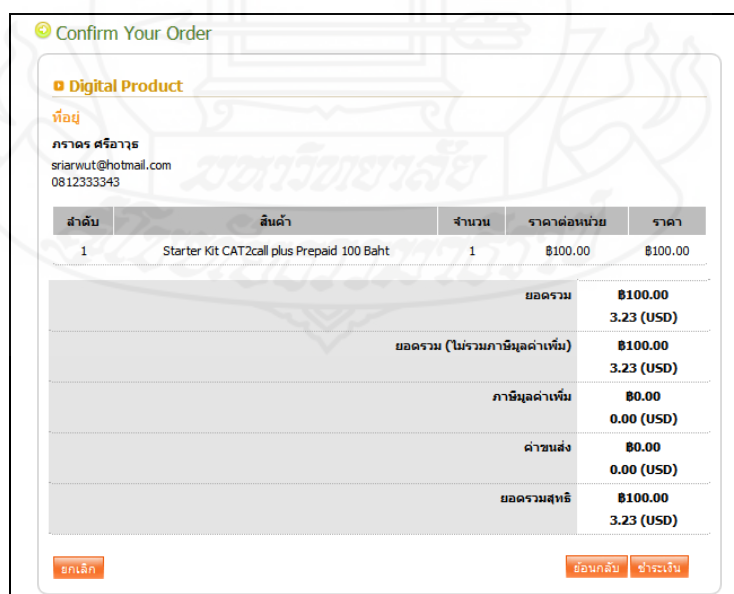 Confirm Your Order
Digital Product
ที่อยู่
ภราดร ศรีอาวุธ
sriarwut@hotmail.com
0812333343
ลำดับ สินค้า จำนวน ราคาต่อหน่วย ราคา
1 Starter Kit CAT2call plus Prepaid 100 Baht 1 ฿100.00 ฿100.00
ยอดรวม ฿100.00
3.23 (USD)
ยอดรวม (ไม่รวมภาษีมูลค่าเพิ่ม) ฿100.00
3.23 (USD)
ภาษีมูลค่าเพิ่ม ฿0.00
0.00 (USD)
ค่าขนส่ง ฿0.00
0.00 (USD)
ยอดรวมสุทธิ ฿100.00
3.23 (USD)
ยกเลิก ย้อนกลับ ชำระเงิน